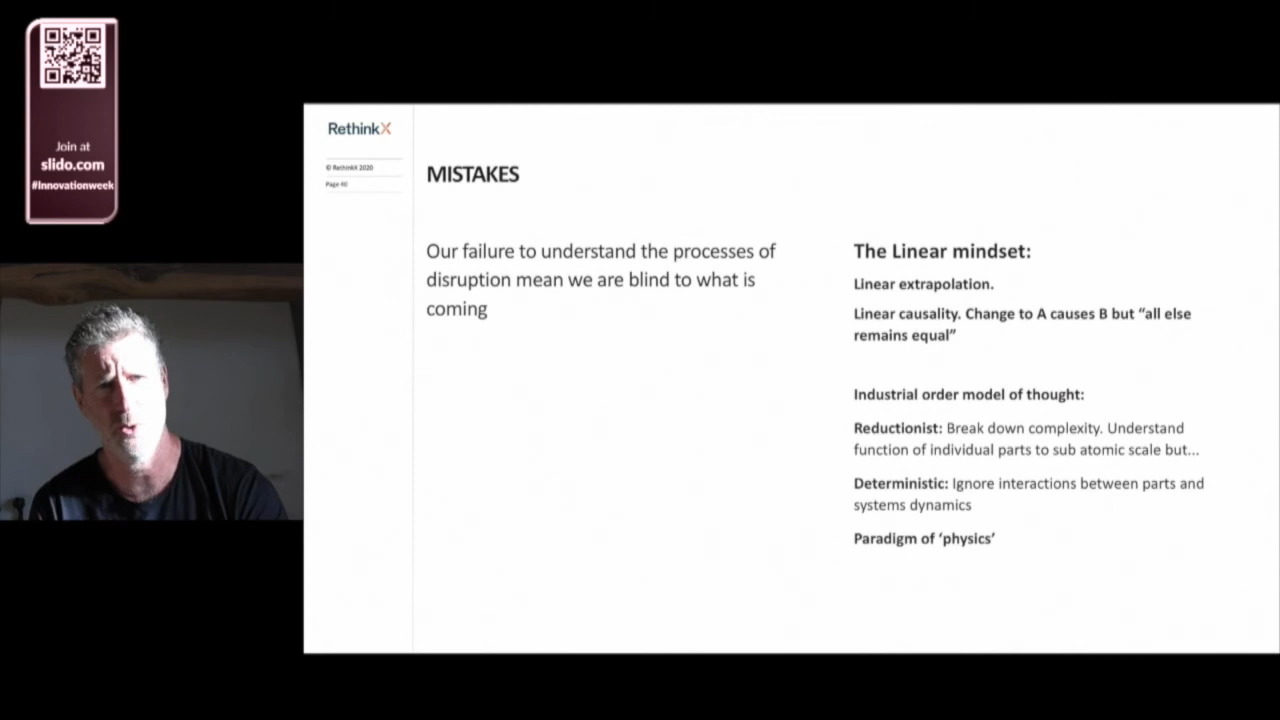 Join at
slido.com
#Innovationweek
RethinkX
© RethinkX 2020
Page 40
MISTAKES
Our failure to understand the processes of
disruption mean we are blind to what is
coming
The Linear mindset:
Linear extrapolation.
Linear causality. Change to A causes B but “all else
remains equal”
Industrial order model of thought:
Reductionist: Break down complexity. Understand
function of individual parts to sub atomic scale but...
Deterministic: Ignore interactions between parts and
systems dynamics
Paradigm of ‘physics’